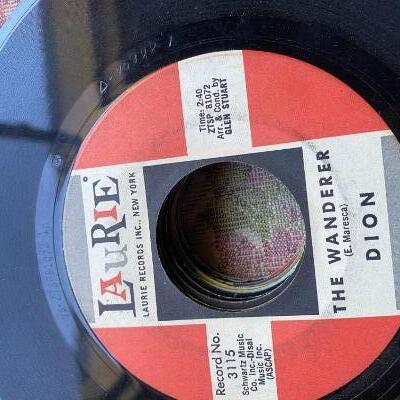 LAURIE
LAURIE RECORDS INC., NEW YORK
Record No.
3115
Schwartz Music
Co. Inc.-Disal
Music Inc.
(ASCAP)
Time: 2:40
ZTSP 81072
Arr. & Cond. by
GLEN STUART
THE WANDERER
(E. Maresca)
DION